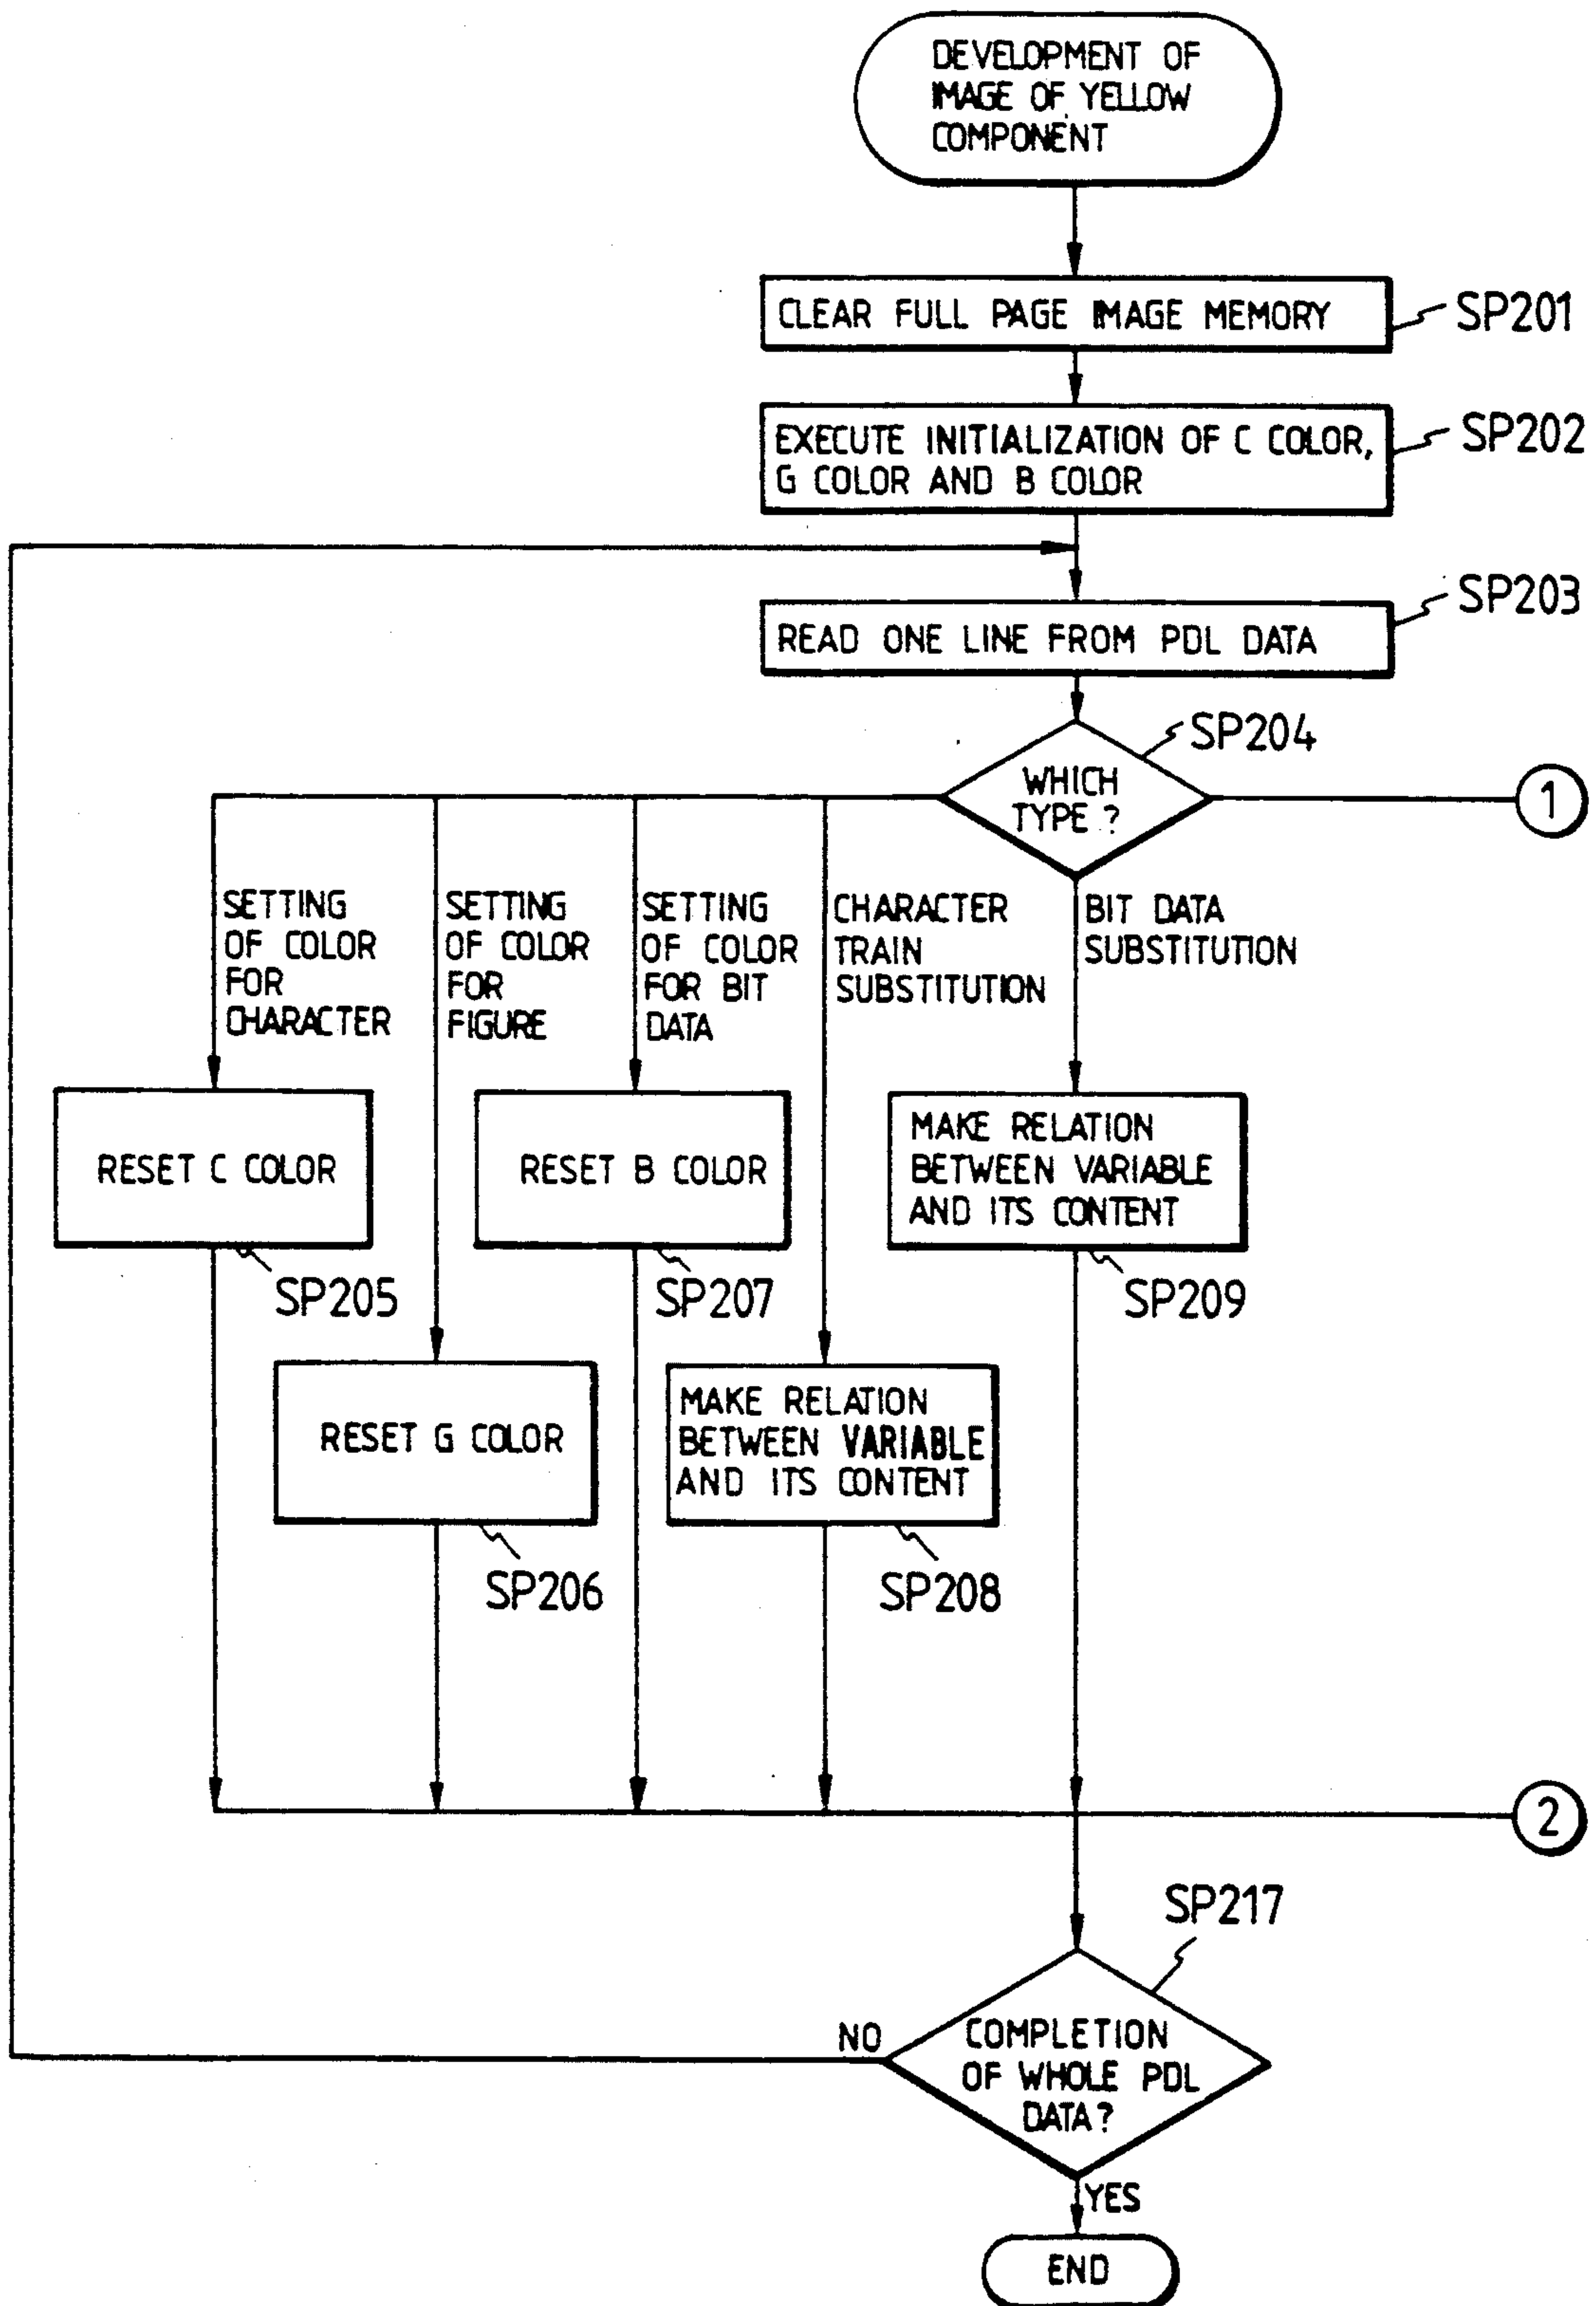 DEVELOPMENT OF
IMAGE OF YELLOW
COMPONENT
CLEAR FULL PAGE IMAGE MEMORY
SP201
EXECUTE INITIALIZATION OF C COLOR,
G COLOR AND B COLOR
SP202
READ ONE LINE FROM PDL DATA
SP203
SP204
WHICH
TYPE ?
1
SETTING
OF COLOR
FOR
CHARACTER
SETTING
OF COLOR
FOR
FIGURE
SETTING
OF COLOR
FOR BIT
DATA
CHARACTER
TRAIN
SUBSTITUTION
BIT DATA
SUBSTITUTION
RESET C COLOR
SP205
RESET G COLOR
SP206
RESET B COLOR
SP207
MAKE RELATION
BETWEEN VARIABLE
AND ITS CONTENT
SP208
MAKE RELATION
BETWEEN VARIABLE
AND ITS CONTENT
SP209
2
SP217
COMPLETION
OF WHOLE PDL
DATA?
NO
YES
END